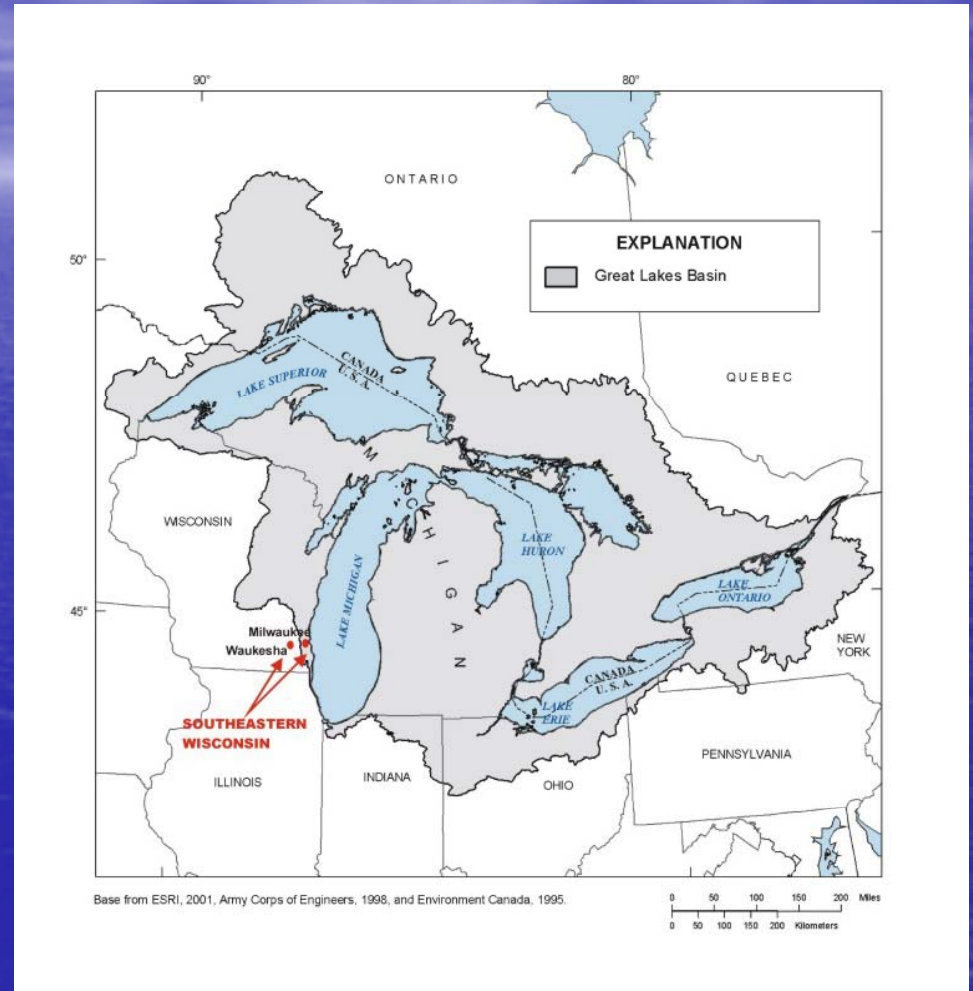 90°
80°
ONTARIO
EXPLANATION
Great Lakes Basin
50°
CANADA
U.S.A.
LAKE SUPERIOR
QUEBEC
MICHIGAN
WISCONSIN
LAKE
HURON
LAKE MICHIGAN
LAKE
ONTARIO
45°
Milwaukee
Waukesha
NEW
YORK
CANADA
U.S.A.
LAKE
ERIE
SOUTHEASTERN
WISCONSIN
PENNSYLVANIA
ILLINOIS
INDIANA
OHIO
Base from ESRI, 2001, Army Corps of Engineers, 1998, and Environment Canada, 1995.
0 50 100 150 200 Miles
0 50 100 150 200 Kilometers